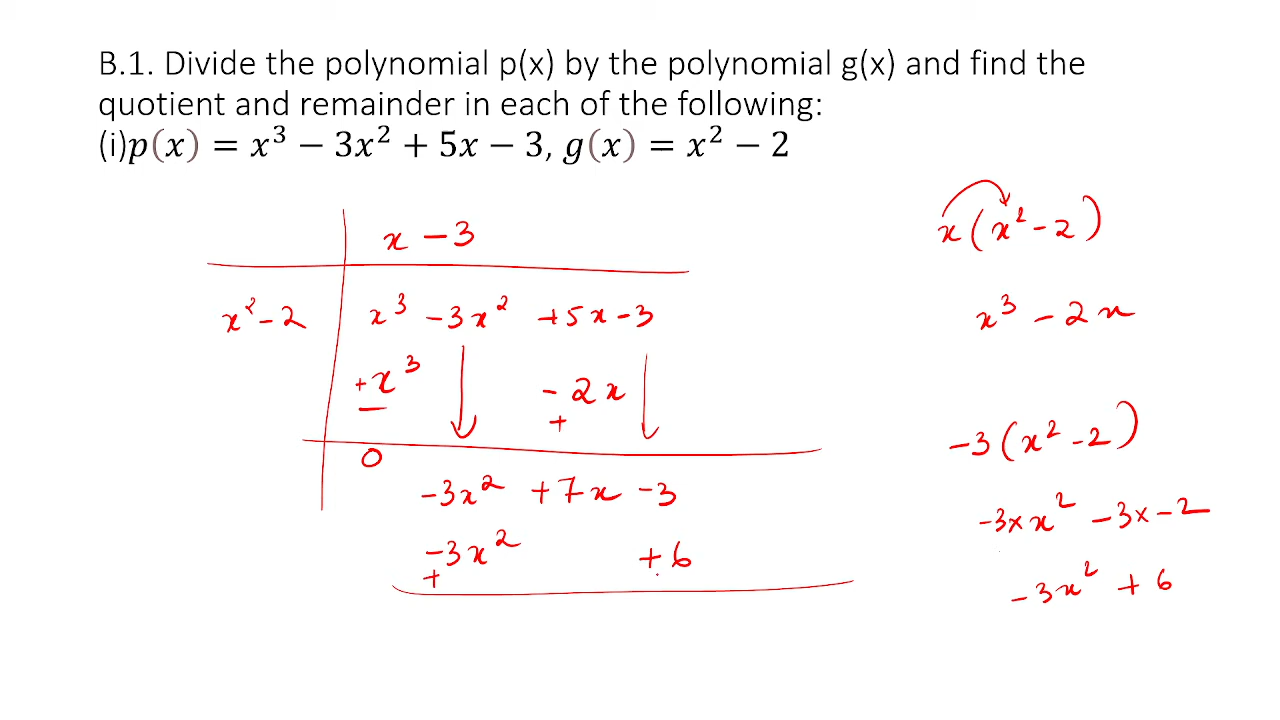 B.1. Divide the polynomial p(x) by the polynomial g(x) and find the
quotient and remainder in each of the following:
(i)p(x) = x³ − 3x² + 5x − 3, g(x) = x² − 2
x − 3
x² − 2 x³ − 3x² + 5x − 3
+x³ − 2x
− +
0
−3x² + 7x − 3
−3x² + 6
+
x(x² − 2)
x³ − 2x
−3(x² − 2)
−3×x² − 3×−2
−3x² + 6